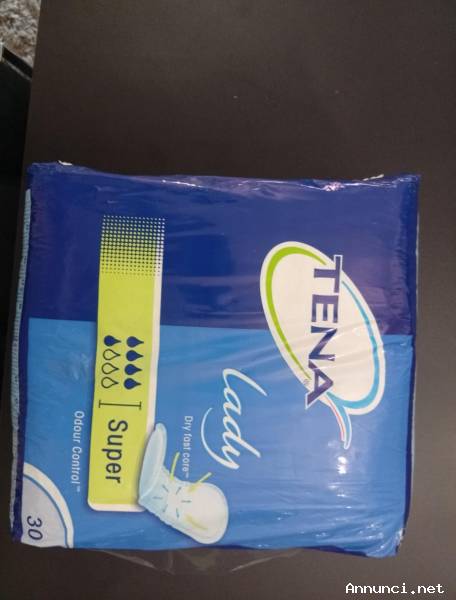 TENA
lady
Dry fast core™
Super
Odour Control™
30
Annunci.net